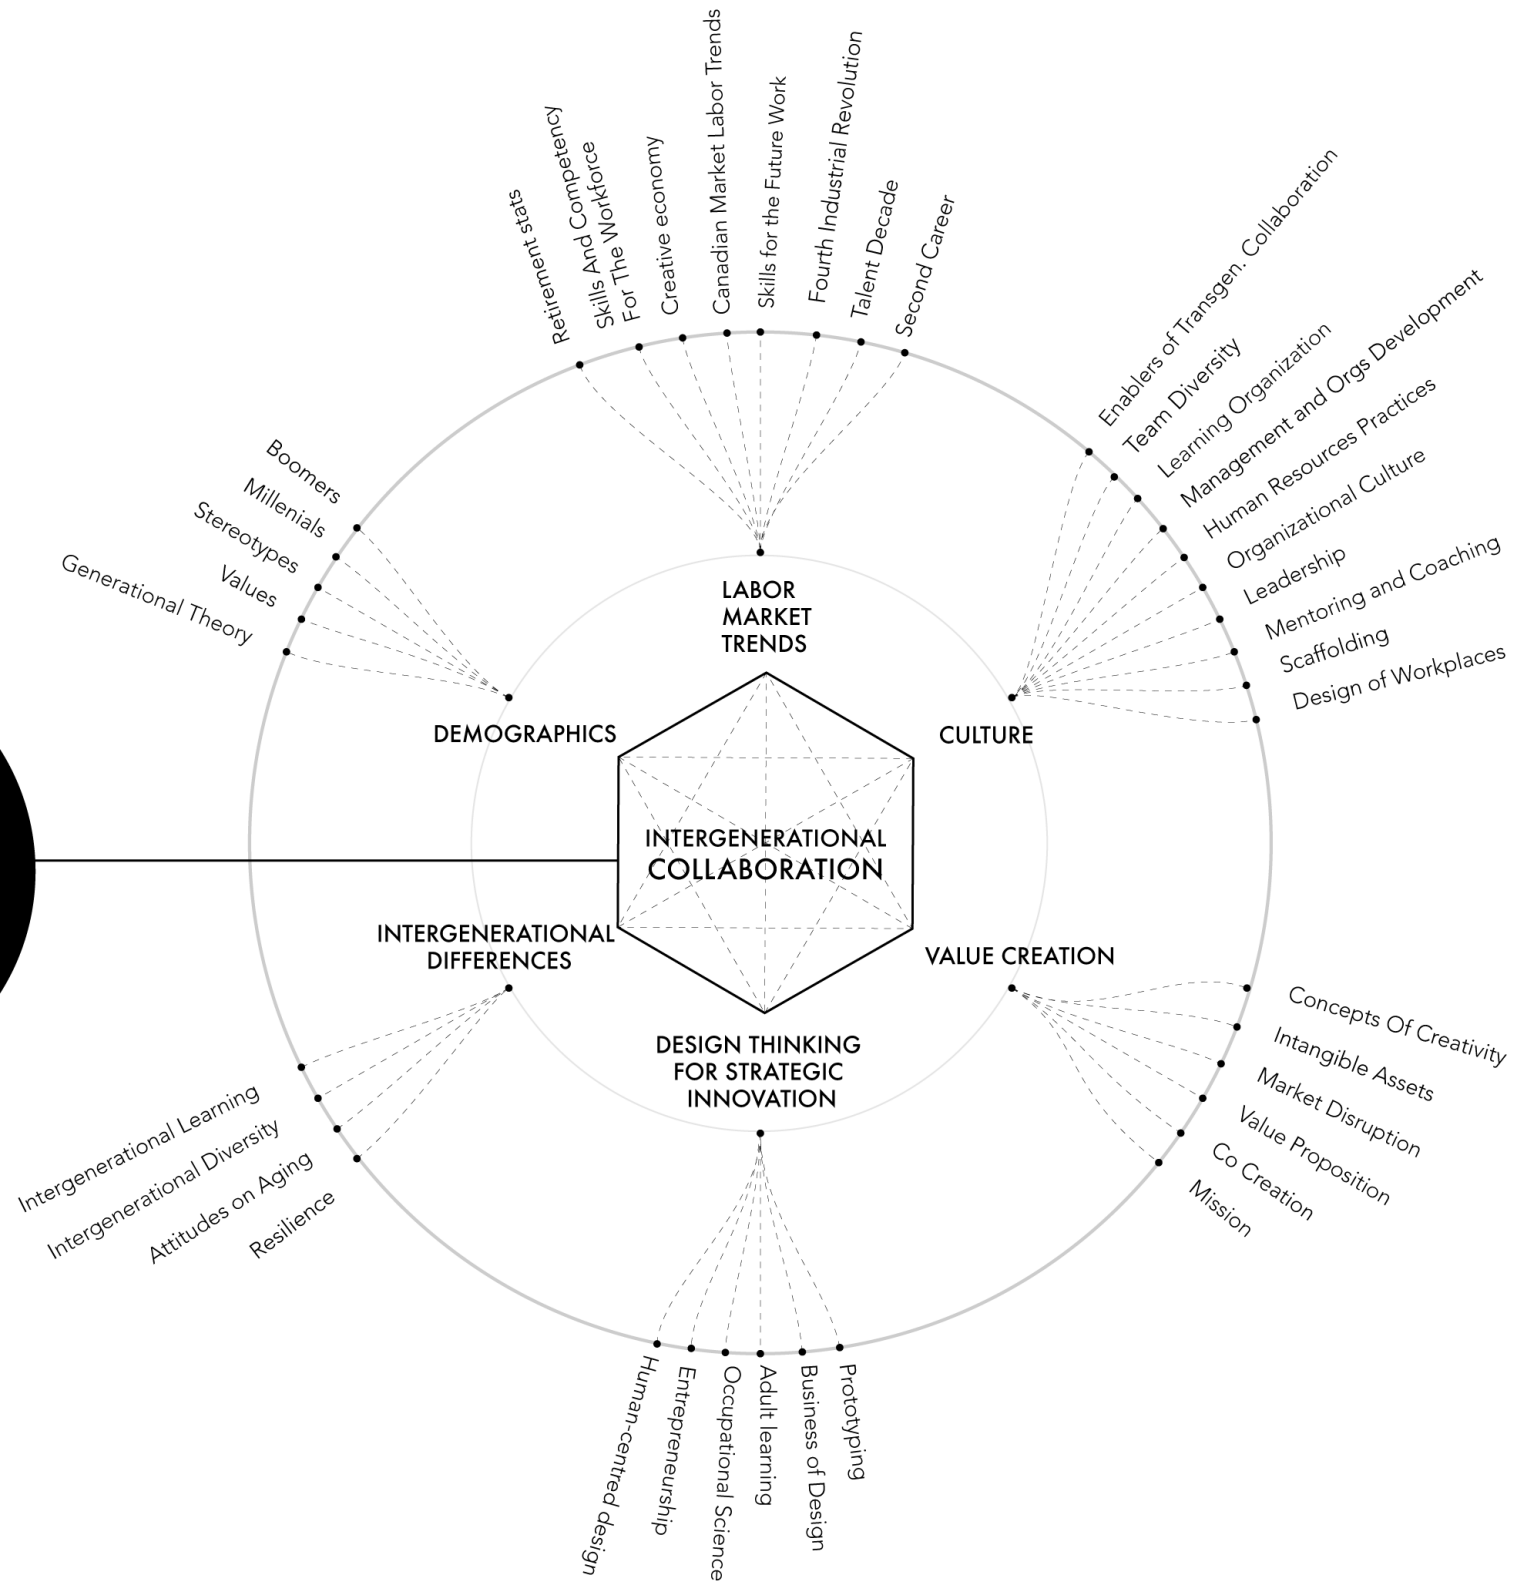 Retirement stats
Skills And Competency
For The Workforce
Creative economy
Canadian Market Labor Trends
Skills for the Future Work
Fourth Industrial Revolution
Talent Decade
Second Career
Enablers of Transgen. Collaboration
Team Diversity
Learning Organization
Management and Orgs Development
Human Resources Practices
Organizational Culture
Leadership
Mentoring and Coaching
Scaffolding
Design of Workplaces
Boomers
Millenials
Stereotypes
Values
Generational Theory
LABOR
MARKET
TRENDS
DEMOGRAPHICS
CULTURE
INTERGENERATIONAL
COLLABORATION
INTERGENERATIONAL
DIFFERENCES
VALUE CREATION
DESIGN THINKING
FOR STRATEGIC
INNOVATION
Concepts Of Creativity
Intangible Assets
Market Disruption
Value Proposition
Co Creation
Mission
Intergenerational Learning
Intergenerational Diversity
Attitudes on Aging
Resilience
Human-centred design
Entrepreneurship
Occupational Science
Adult learning
Business of Design
Prototyping